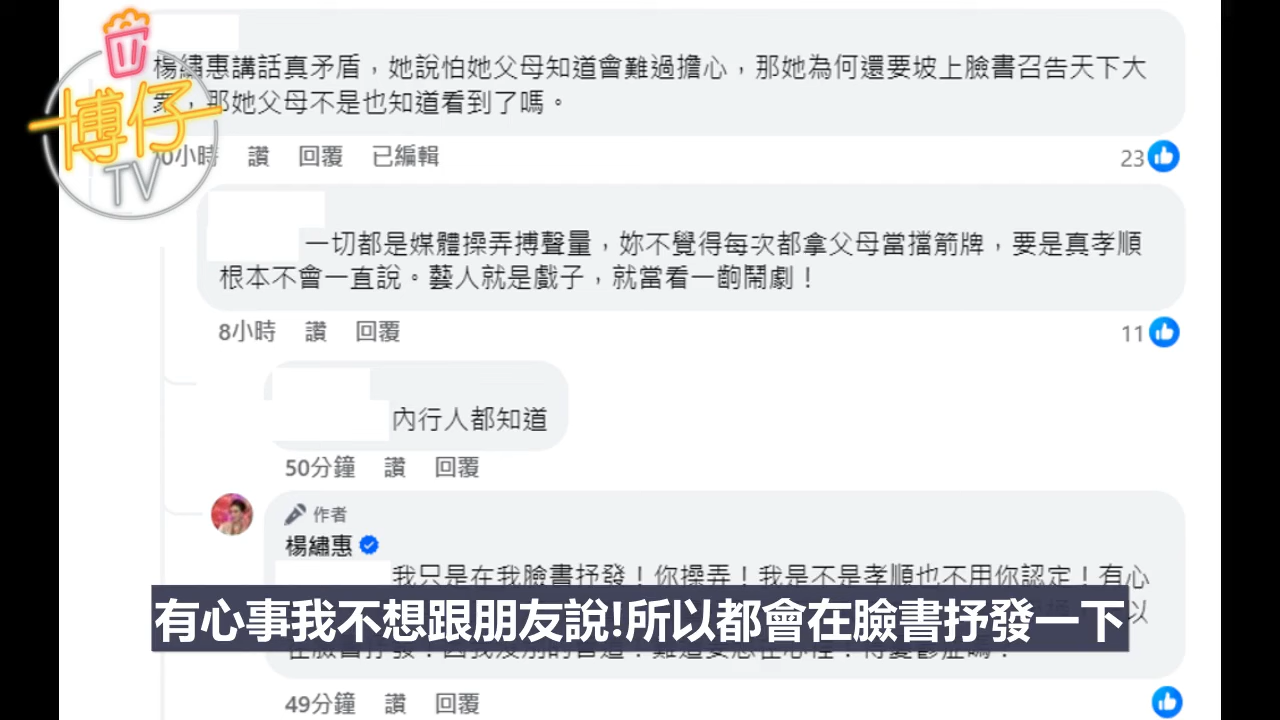 楊繡惠講話真矛盾，她說怕她父母知道會難過擔心，那她為何還要坡上臉書召告天下大
眾，那她父母不是也知道看到了嗎。
博仔
TV
0小時 讚 回覆 已編輯
23
一切都是媒體操弄搏聲量，妳不覺得每次都拿父母當擋箭牌，要是真孝順
根本不會一直說。藝人就是戲子，就當看一齣鬧劇！
8小時 讚 回覆
11
內行人都知道
50分鐘 讚 回覆
作者
楊繡惠
我只是在我臉書抒發！你操弄！我是不是孝順也不用你認定！有心
以
有心事我不想跟朋友說!所以都會在臉書抒發一下
49分鐘 讚 回覆